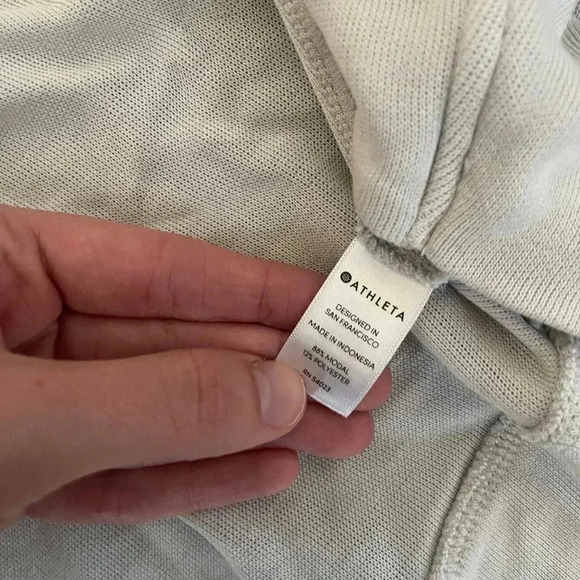 ATHLETA
DESIGNED IN
SAN FRANCISCO
MADE IN INDONESIA
88% MODAL
12% POLYESTER
RN 54023